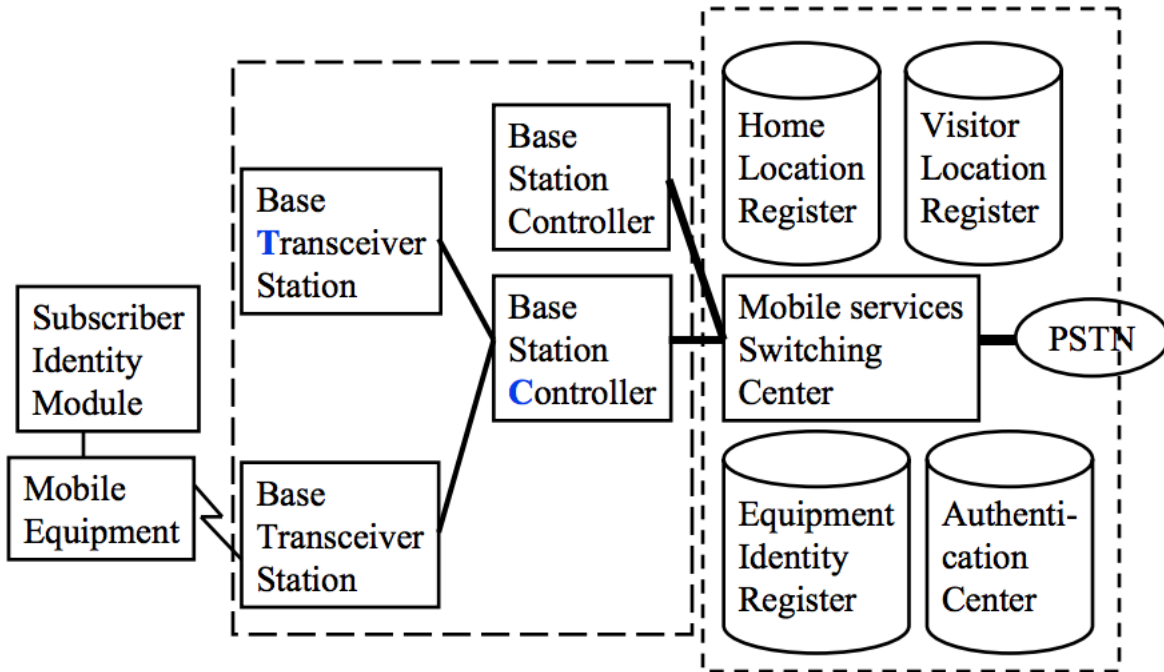 Subscriber
Identity
Module
Mobile
Equipment
Base
Transceiver
Station
Base
Transceiver
Station
Base
Station
Controller
Base
Station
Controller
Home
Location
Register
Visitor
Location
Register
Mobile services
Switching
Center
PSTN
Equipment
Identity
Register
Authenti-
cation
Center